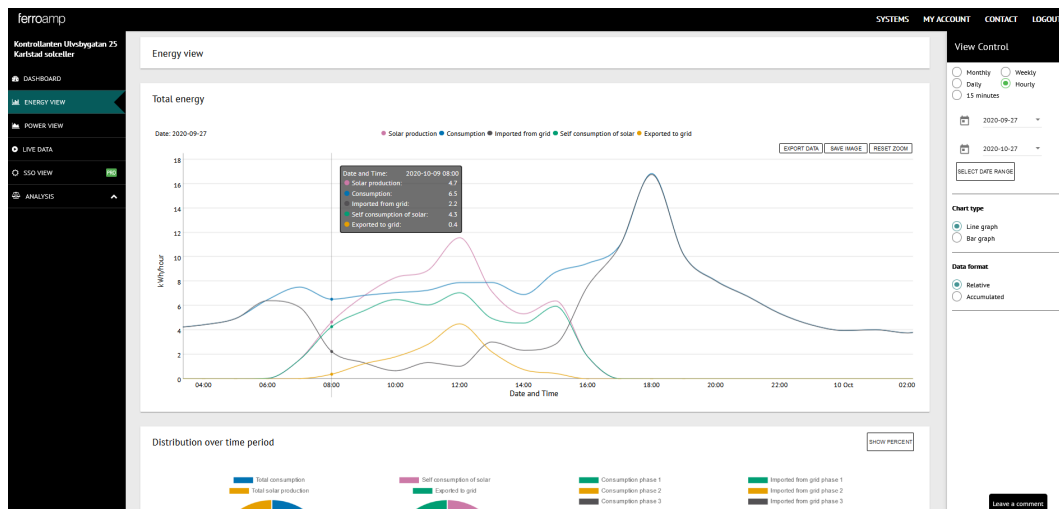 ferroamp
SYSTEMS MY ACCOUNT CONTACT LOGOUT
Kontrollanten Ulvsbygatan 25
Karlstad solceller
DASHBOARD
ENERGY VIEW
POWER VIEW
LIVE DATA
SSO VIEW PRO
ANALYSIS
Energy view
Total energy
Date: 2020-09-27
Solar production Consumption Imported from grid Self consumption of solar Exported to grid
EXPORT DATA SAVE IMAGE RESET ZOOM
18
16
14
12
10
8
6
4
2
0
kWh/hour
Date and Time: 2020-10-09 08:00
Solar production: 4.7
Consumption: 6.5
Imported from grid: 2.2
Self consumption of solar: 4.3
Exported to grid: 0.4
04:00 06:00 08:00 10:00 12:00 14:00 16:00 18:00 20:00 22:00 10 Oct 02:00
Date and Time
Distribution over time period
SHOW PERCENT
Total consumption
Total solar production
Self consumption of solar
Exported to grid
Consumption phase 1
Consumption phase 2
Consumption phase 3
Imported from grid phase 1
Imported from grid phase 2
Imported from grid phase 3
View Control
Monthly Weekly
Daily Hourly
15 minutes
2020-09-27
2020-10-27
SELECT DATE RANGE
Chart type
Line graph
Bar graph
Data format
Relative
Accumulated
Leave a comment